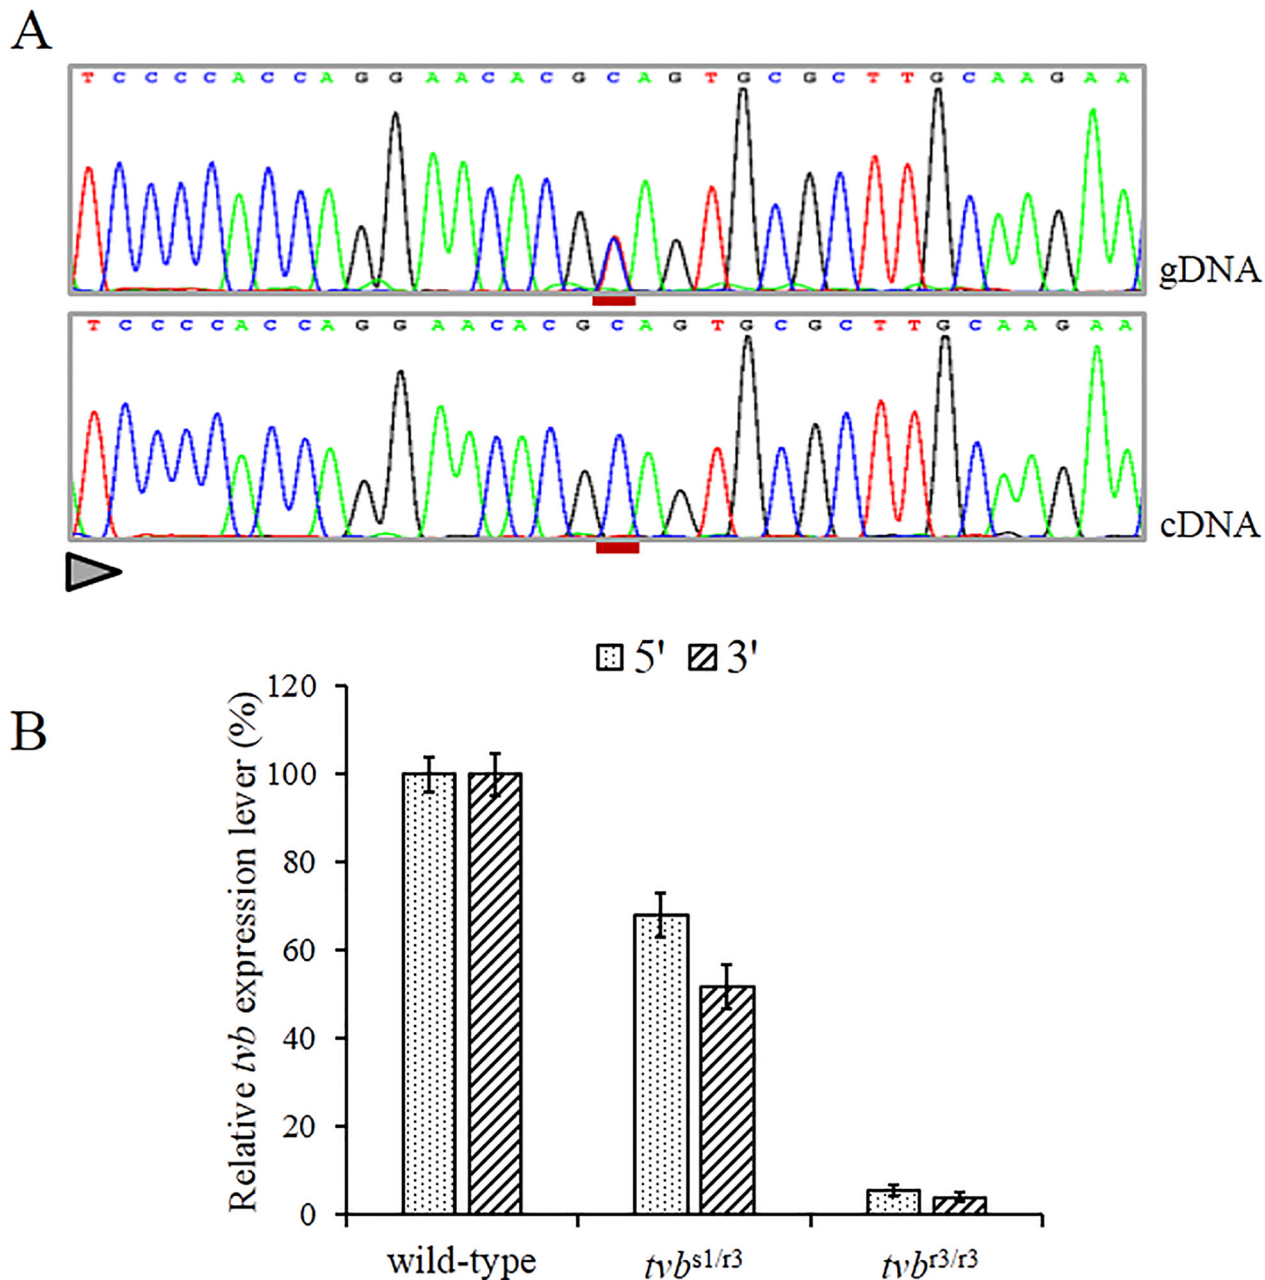 A
T C C C C A C C A G G A A C A C G C A G T G C G C T T G C A A G A A
gDNA
T C C C C A C C A G G A A C A C G C A G T G C G C T T G C A A G A A
cDNA
5' 3'
B
Relative tvb expression lever (%)
120
100
80
60
40
20
0
wild-type tvbs1/r3 tvbr3/r3